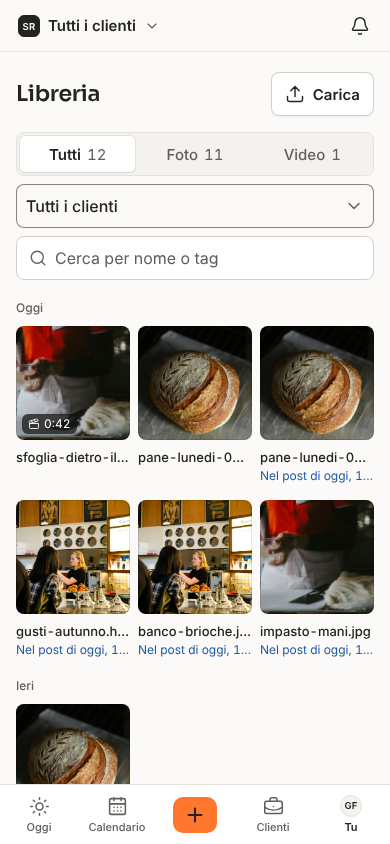 SR Tutti i clienti
Libreria
Carica
Tutti 12 Foto 11 Video 1
Tutti i clienti
Cerca per nome o tag
Oggi
0:42
sfoglia-dietro-il... pane-lunedi-0... pane-lunedi-0...
Nel post di oggi, 1...
gusti-autunno.h... banco-brioche.j... impasto-mani.jpg
Nel post di oggi, 1... Nel post di oggi, 1... Nel post di oggi, 1...
Ieri
GF
Oggi Calendario Clienti Tu